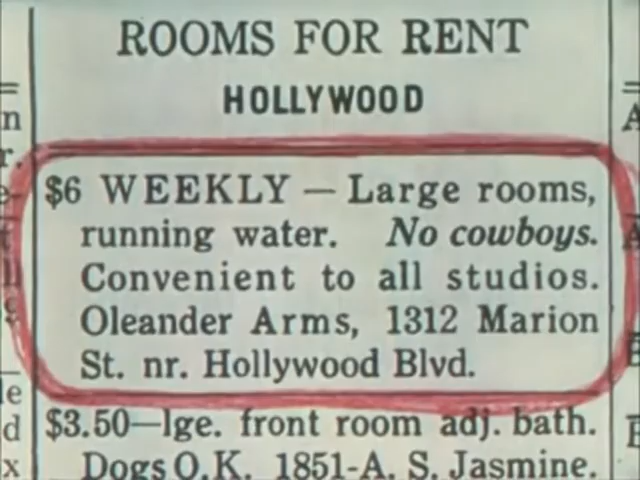 ROOMS FOR RENT
HOLLYWOOD
$6 WEEKLY — Large rooms,
running water. No cowboys.
Convenient to all studios.
Oleander Arms, 1312 Marion
St. nr. Hollywood Blvd.
$3.50—lge. front room adj. bath.
Dogs O.K. 1851-A. S. Jasmine.